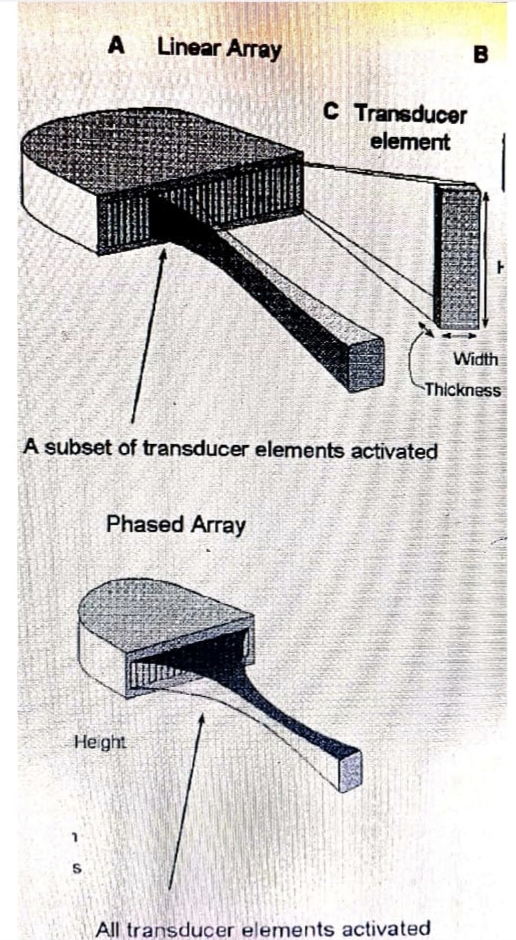 A Linear Array
B
C Transducer
element
H
Width
Thickness
A subset of transducer elements activated
Phased Array
Height
s
All transducer elements activated